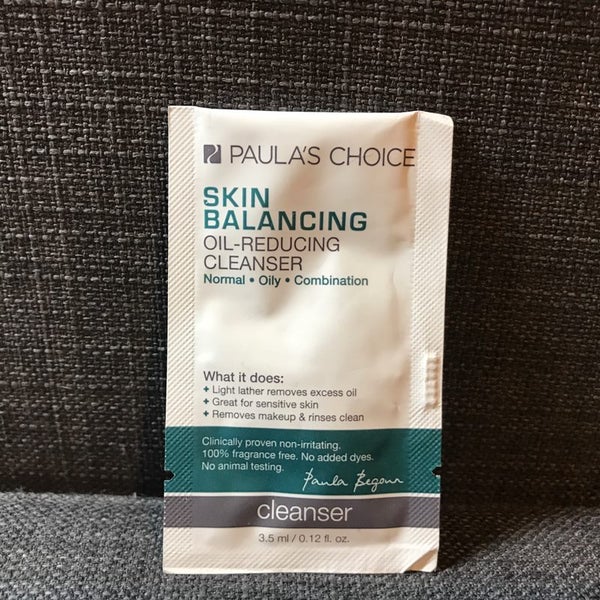 PAULA'S CHOICE
SKIN
BALANCING
OIL-REDUCING
CLEANSER
Normal • Oily • Combination
What it does:
+ Light lather removes excess oil
+ Great for sensitive skin
+ Removes makeup & rinses clean
Clinically proven non-irritating.
100% fragrance free. No added dyes.
No animal testing.
Paula Begoun
cleanser
3.5 ml / 0.12 fl. oz.